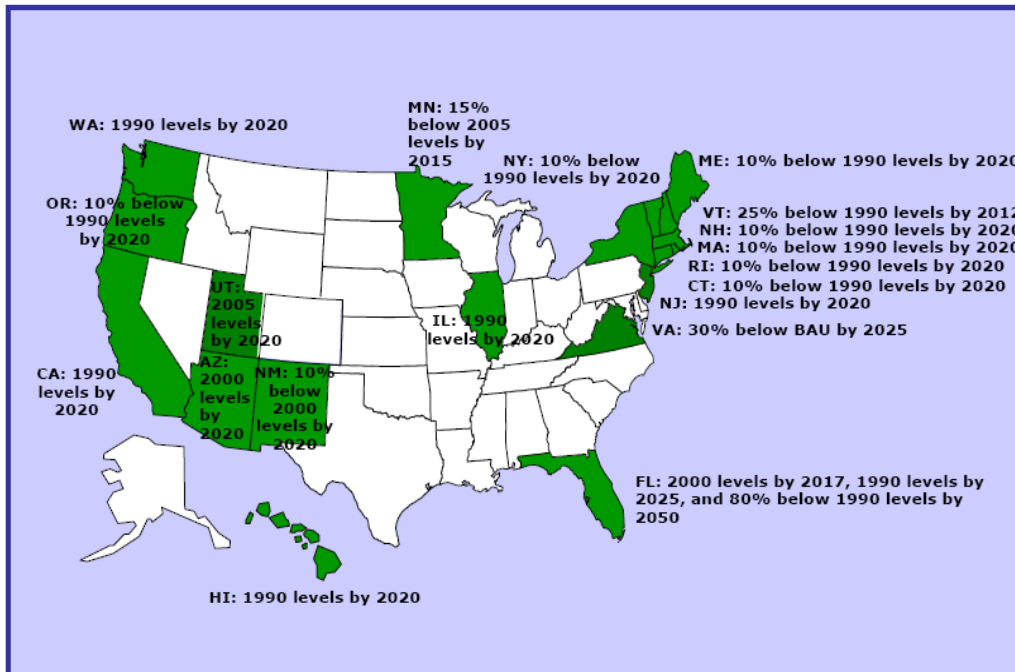 WA: 1990 levels by 2020
MN: 15%
below 2005
levels by
2015
NY: 10% below
1990 levels by 2020
ME: 10% below 1990 levels by 2020
OR: 10% below
1990 levels
by 2020
VT: 25% below 1990 levels by 2012
NH: 10% below 1990 levels by 2020
MA: 10% below 1990 levels by 2020
RI: 10% below 1990 levels by 2020
CT: 10% below 1990 levels by 2020
NJ: 1990 levels by 2020
VA: 30% below BAU by 2025
UT:
2005
levels
by 2020
IL: 1990
levels by 2020
CA: 1990
levels by
2020
AZ:
2000
levels
by
2020
NM: 10%
below
2000
levels by
2020
FL: 2000 levels by 2017, 1990 levels by
2025, and 80% below 1990 levels by
2050
HI: 1990 levels by 2020